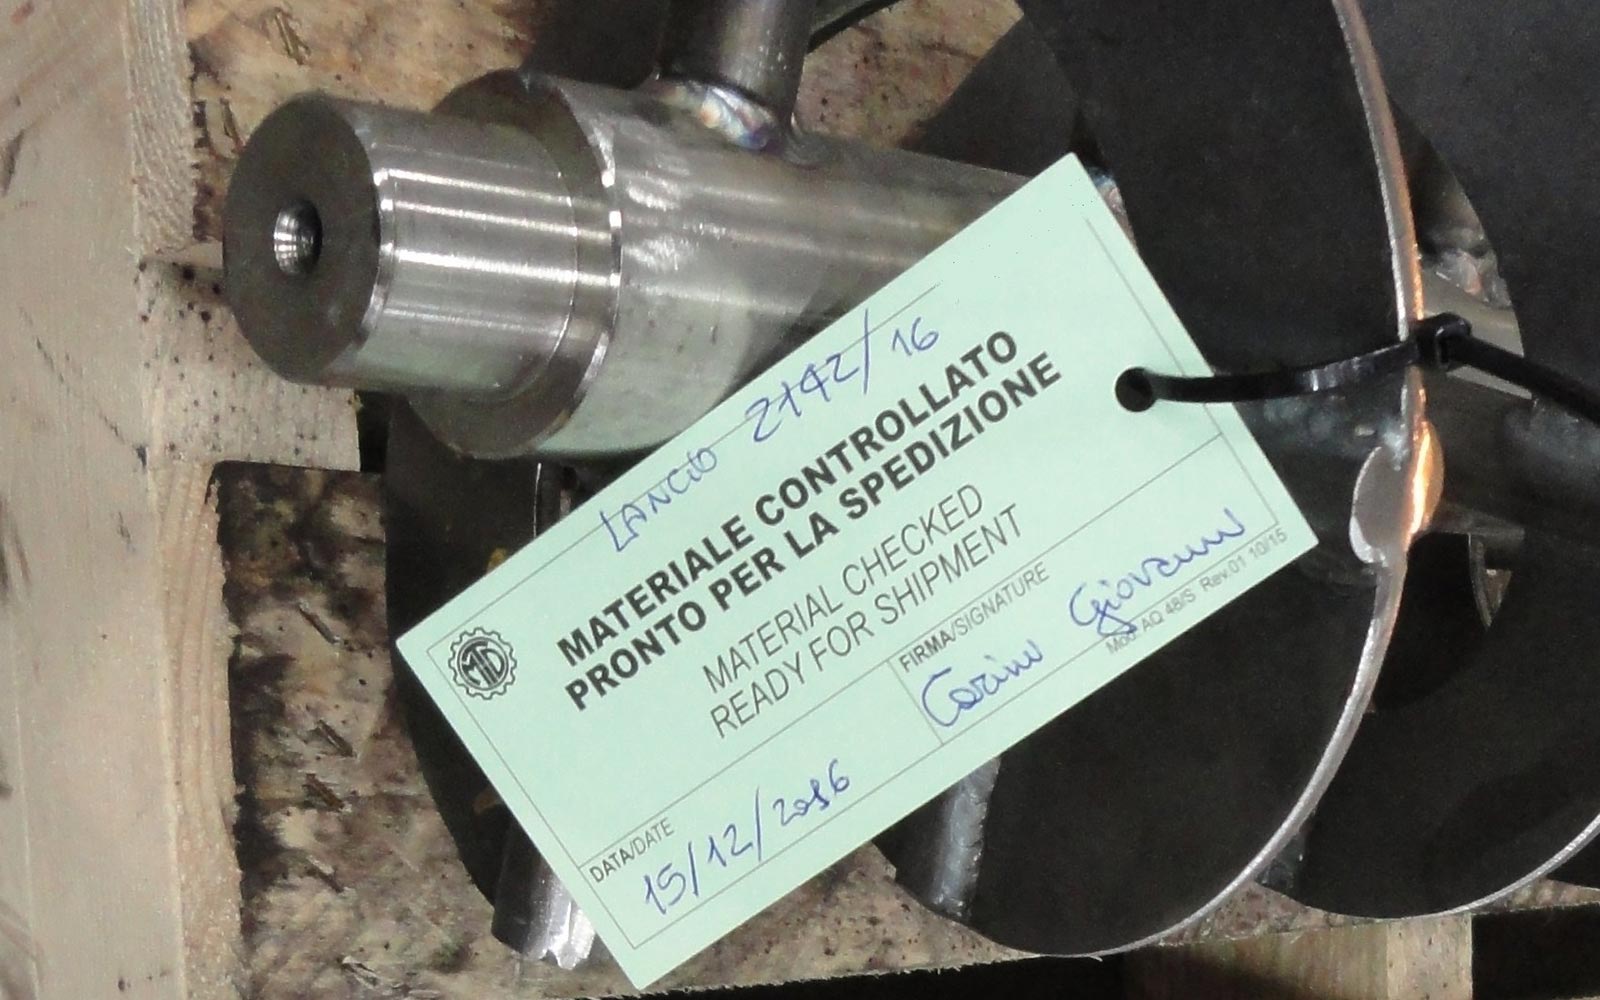 LANCIO 2142/16
MATERIALE CONTROLLATO
PRONTO PER LA SPEDIZIONE
MATERIAL CHECKED
READY FOR SHIPMENT
DATA/DATE
15/12/2016
FIRMA/SIGNATURE
Giovanni
Mod. AQ 48/S Rev.01 10/15